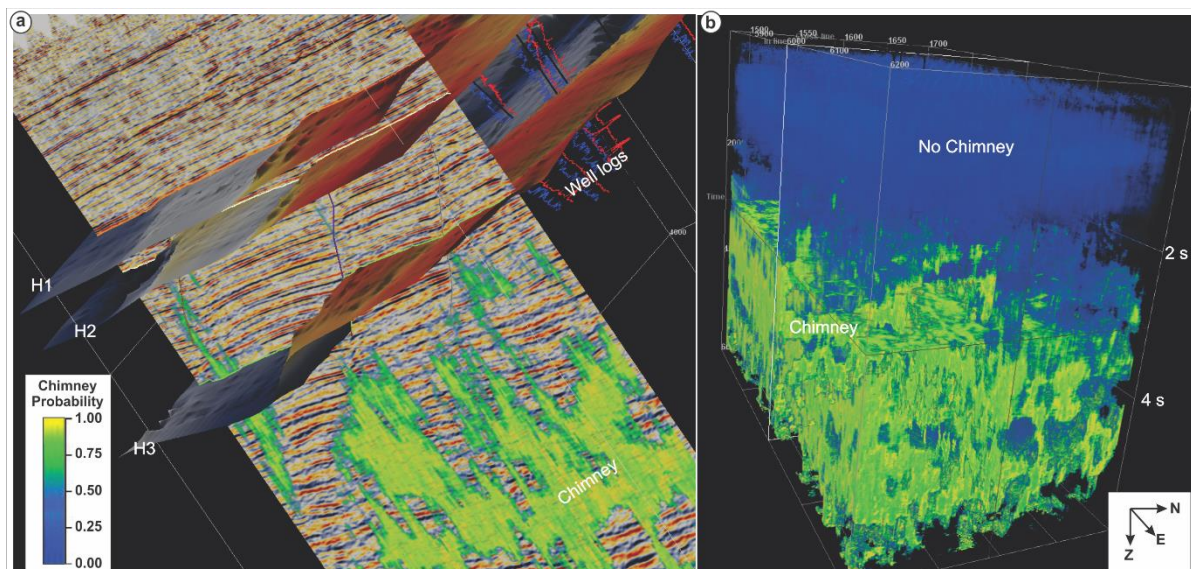 a
H1
H2
H3
Well logs
4000
Chimney
Chimney
Probability
1.00
0.75
0.50
0.25
0.00
b
1500
1550
1600
1650
1700
6000
6100
6200
No Chimney
Chimney
Time
2 s
4 s
N
E
Z